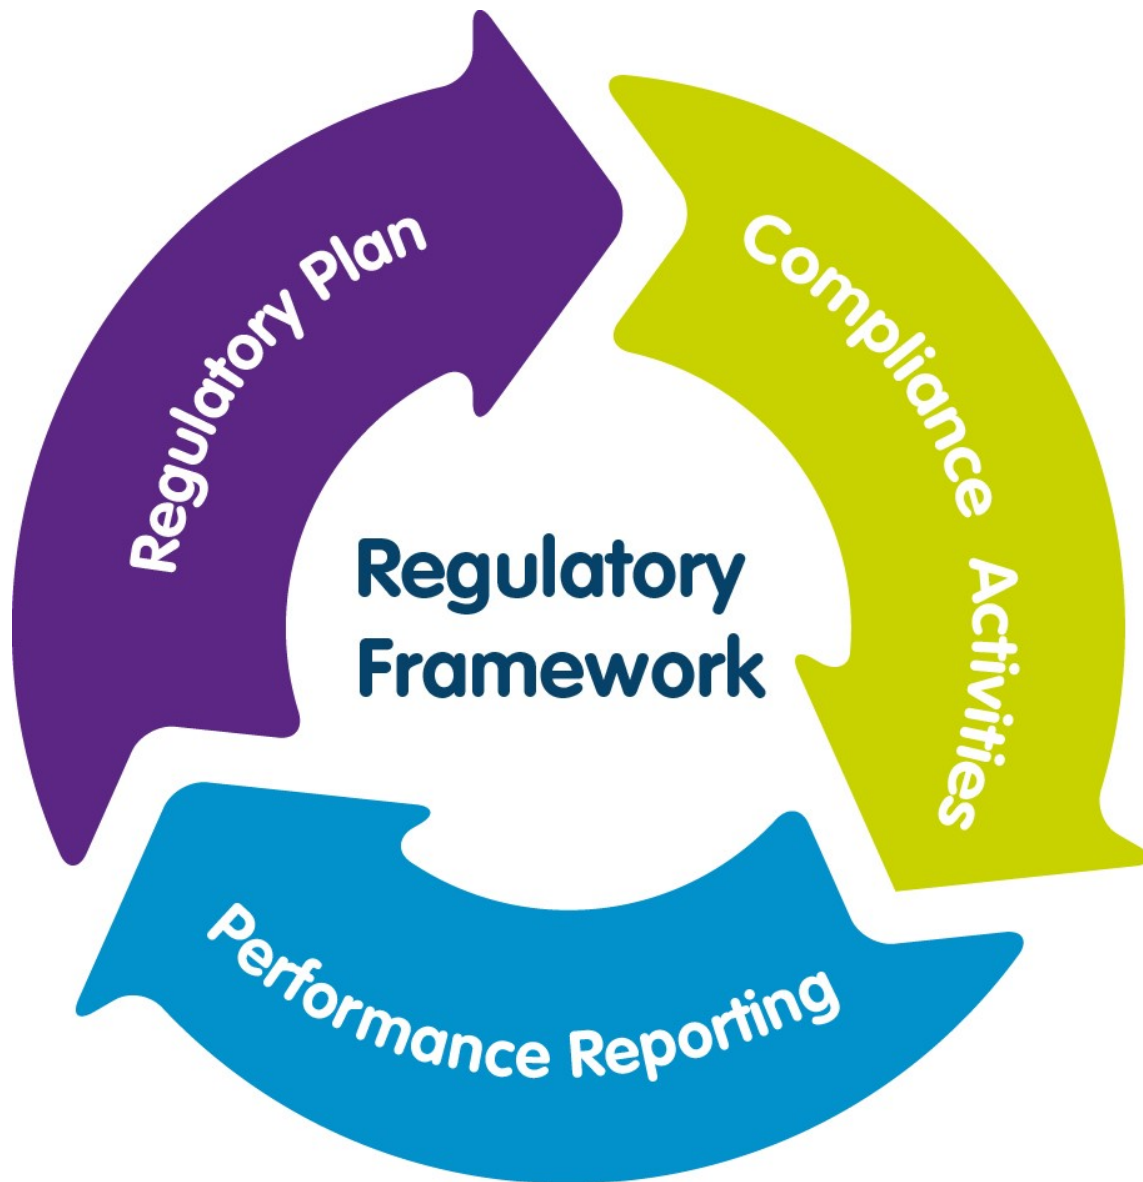 Regulatory Plan
Compliance Activities
Regulatory
Framework
Performance Reporting